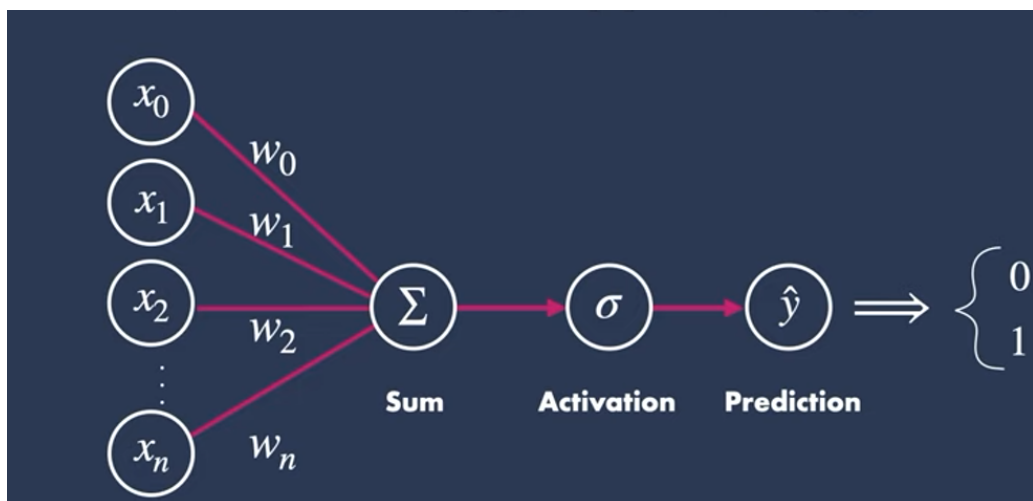 x₀
w₀
x₁
w₁
x₂
w₂
⋮
xₙ
wₙ
Σ
σ
ŷ
⟹
{ 0
1
Sum
Activation
Prediction